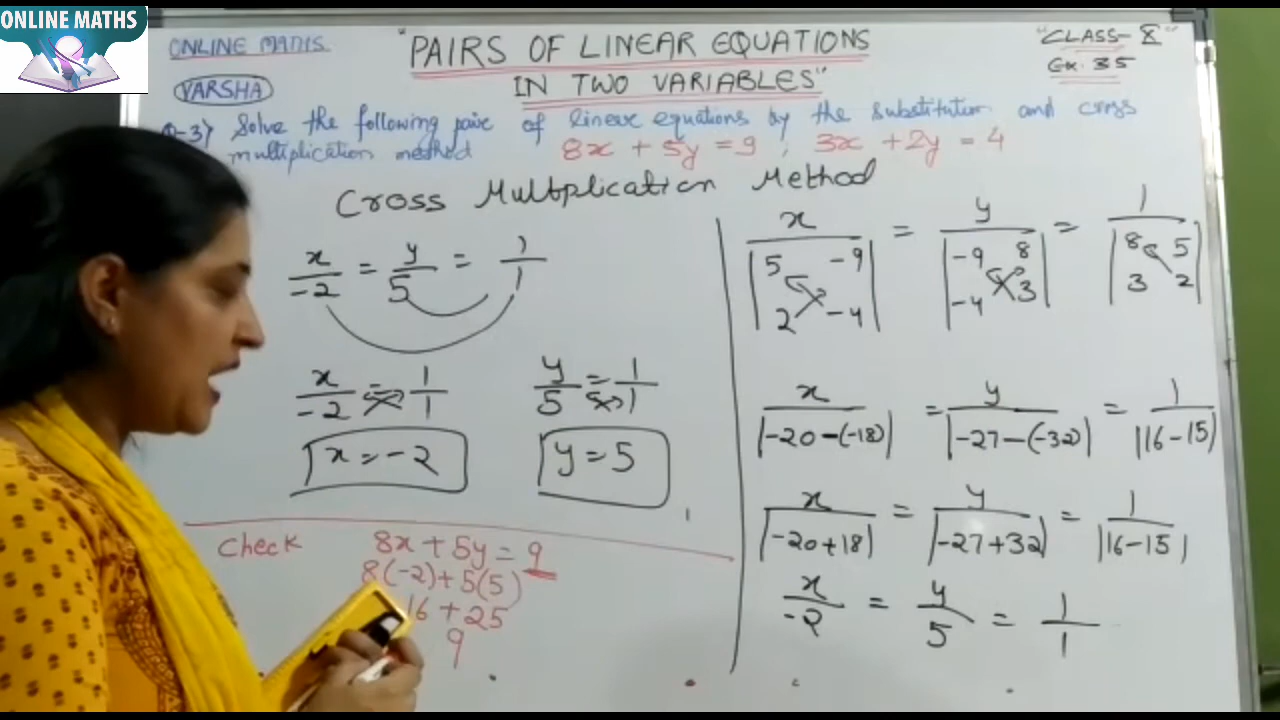 ONLINE MATHS
ONLINE MATHS
VARSHA
"PAIRS OF LINEAR EQUATIONS
IN TWO VARIABLES"
"CLASS-X"
Ex. 3.5
Q-3) Solve the following pair of linear equations by the substitution and cross
multiplication method 8x + 5y = 9 ; 3x + 2y = 4
Cross Multplication Method
x/-2 = y/5 = 1/1
x/-2 = 1/1 y/5 = 1/1
x = -2 y = 5
Check 8x + 5y = 9
8(-2) + 5(5)
16 + 25
9
x/|5 -9| = y/|-9 8| = 1/|8 5|
|2 -4| |-4 3| |3 2|
x/|-20-(-18)| = y/|-27-(-32)| = 1/|16-15|
x/|-20+18| = y/|-27+32| = 1/|16-15|
x/-2 = y/5 = 1/1